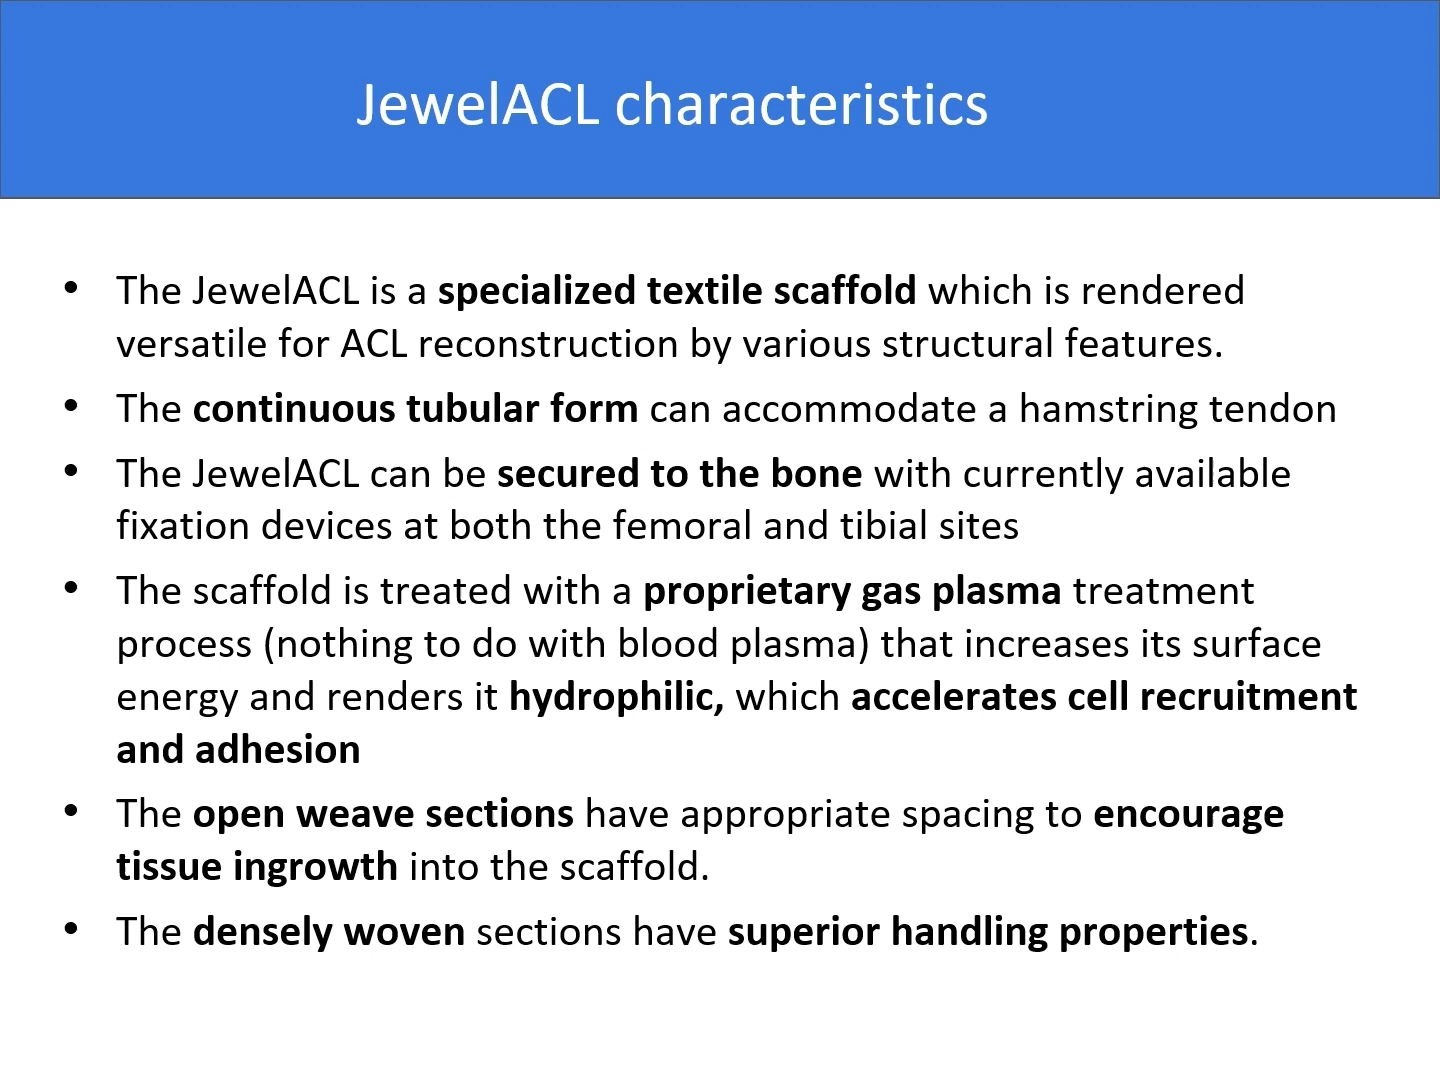 JewelACL characteristics
• The JewelACL is a specialized textile scaffold which is rendered
versatile for ACL reconstruction by various structural features.
• The continuous tubular form can accommodate a hamstring tendon
• The JewelACL can be secured to the bone with currently available
fixation devices at both the femoral and tibial sites
• The scaffold is treated with a proprietary gas plasma treatment
process (nothing to do with blood plasma) that increases its surface
energy and renders it hydrophilic, which accelerates cell recruitment
and adhesion
• The open weave sections have appropriate spacing to encourage
tissue ingrowth into the scaffold.
• The densely woven sections have superior handling properties.